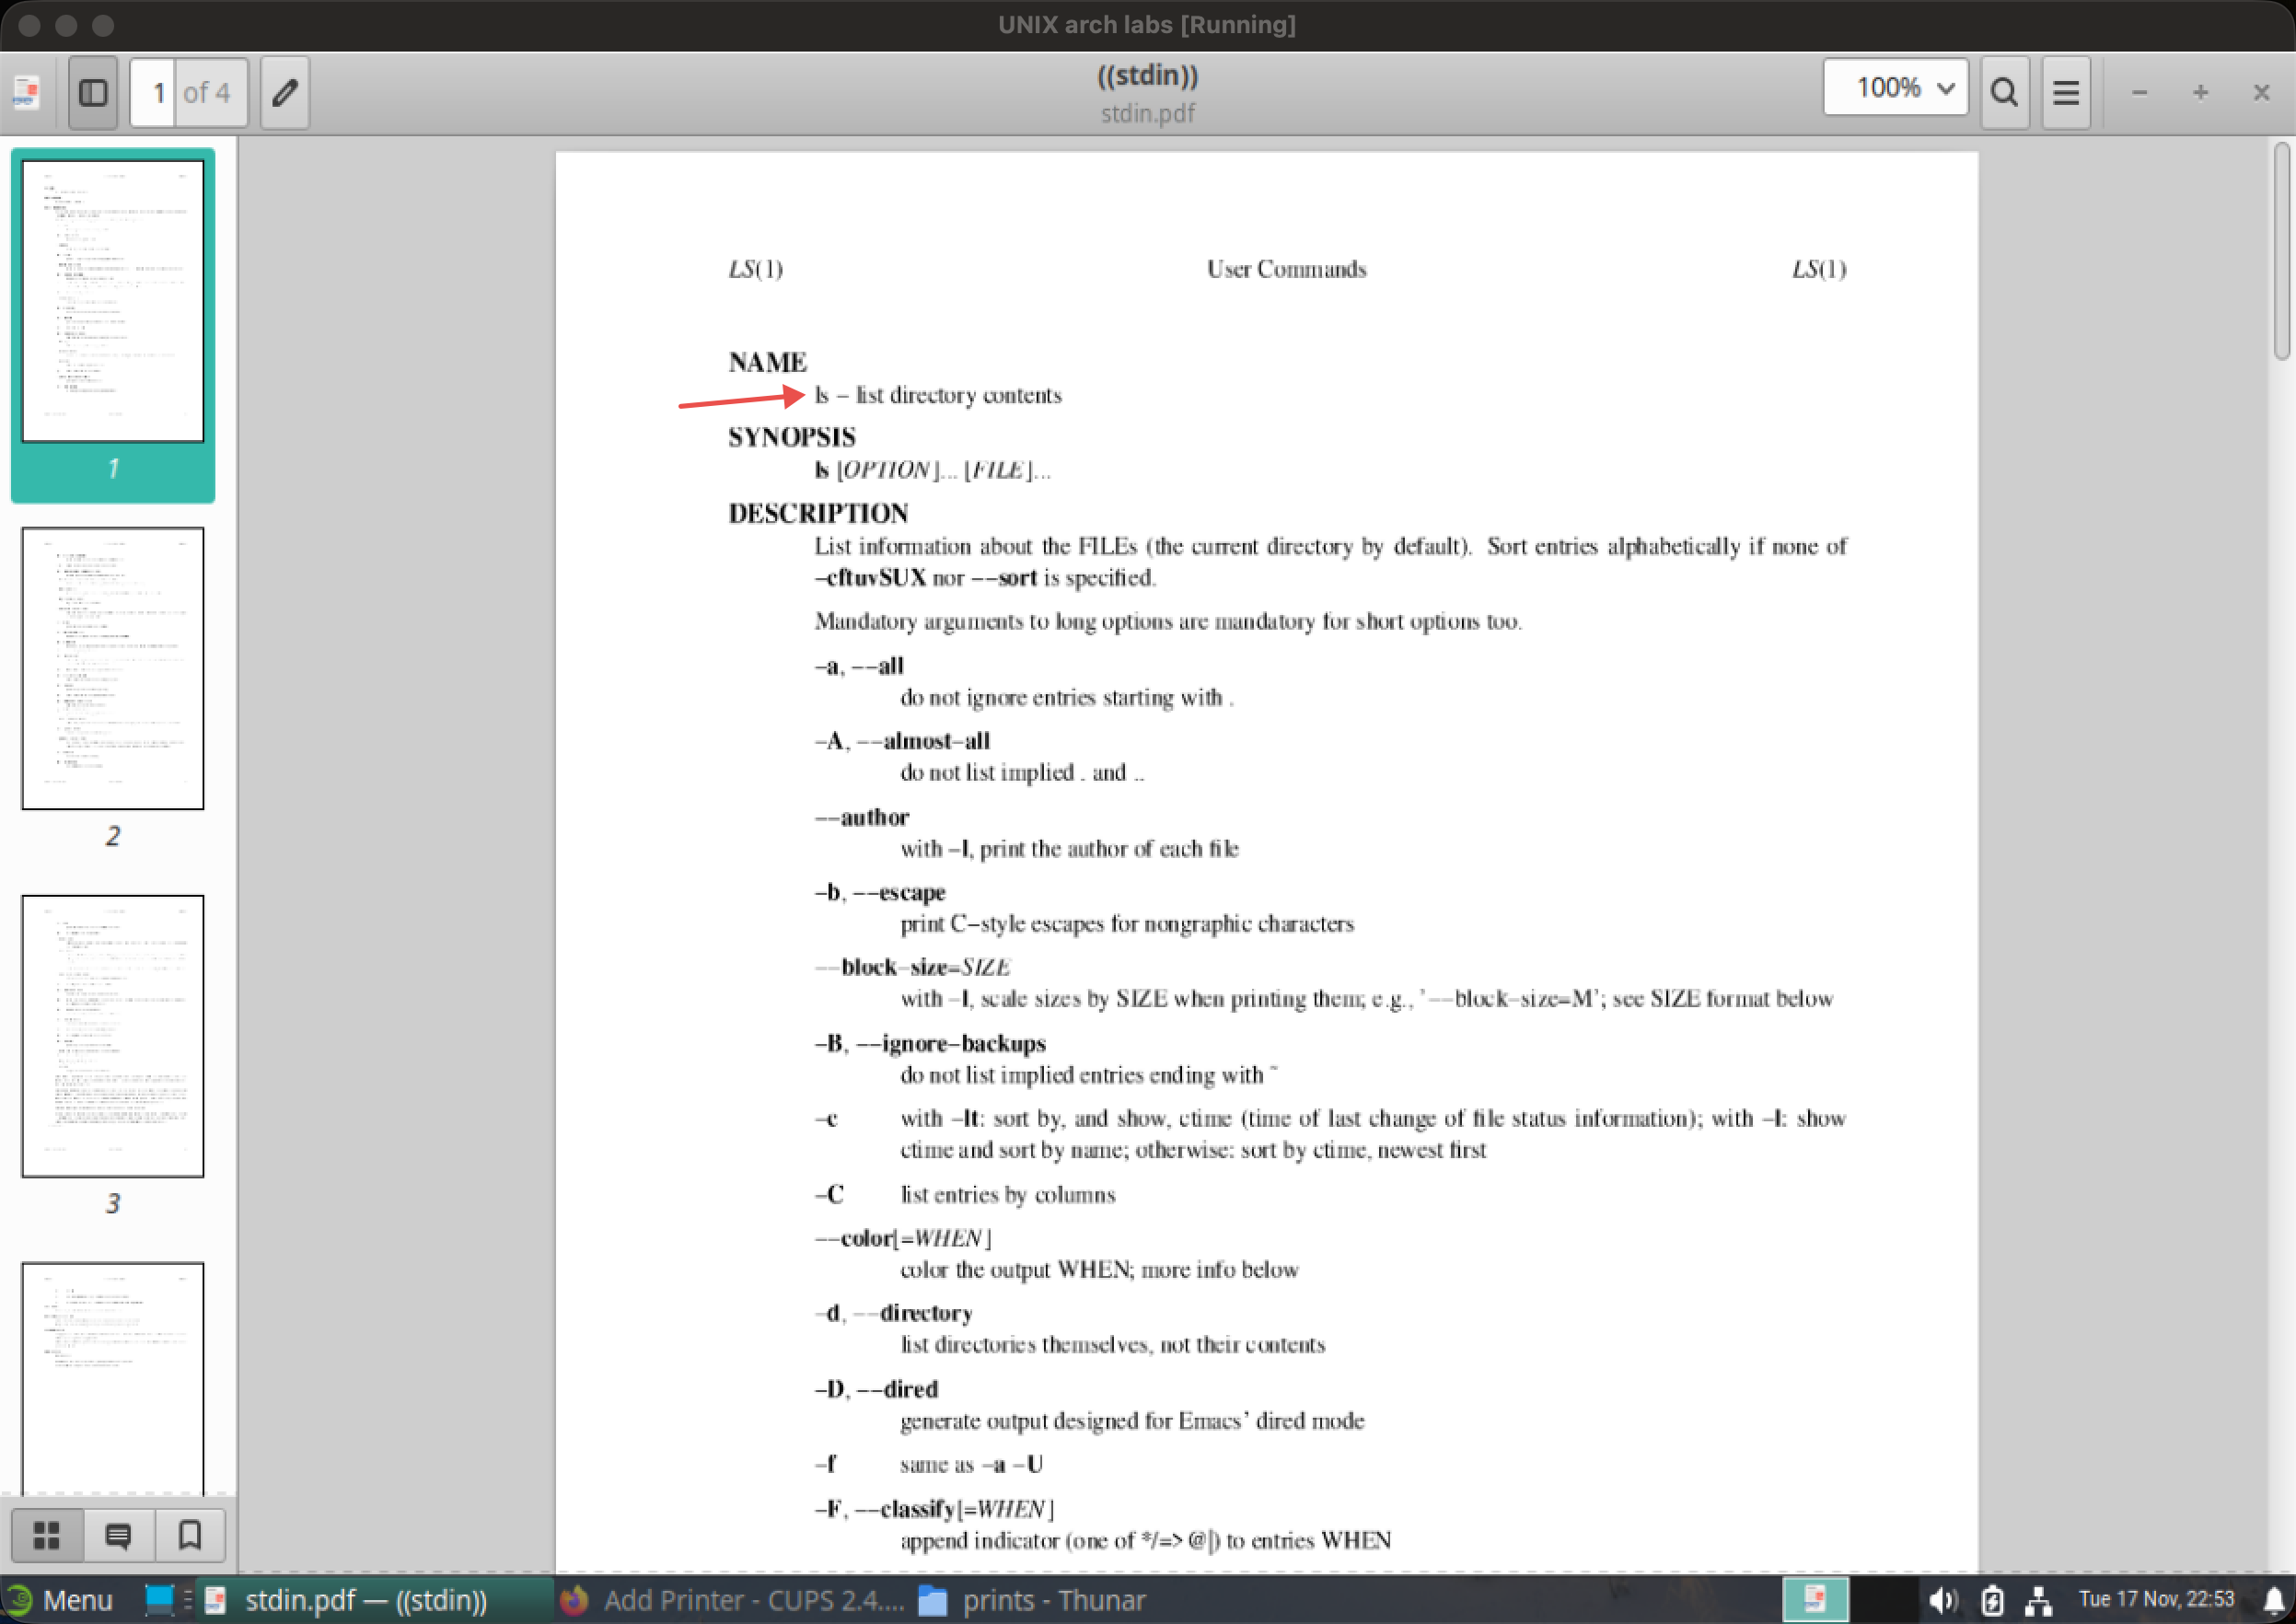 UNIX arch labs [Running]
1 of 4
((stdin))
stdin.pdf
100%
LS(1) User Commands LS(1)
NAME
ls – list directory contents
SYNOPSIS
ls [OPTION]... [FILE]...
DESCRIPTION
List information about the FILEs (the current directory by default). Sort entries alphabetically if none of
–cftuvSUX nor ––sort is specified.
Mandatory arguments to long options are mandatory for short options too.
–a, ––all
do not ignore entries starting with .
–A, ––almost–all
do not list implied . and ..
––author
with –l, print the author of each file
–b, ––escape
print C–style escapes for nongraphic characters
––block–size=SIZE
with –l, scale sizes by SIZE when printing them; e.g., ’––block–size=M’; see SIZE format below
–B, ––ignore–backups
do not list implied entries ending with ~
–c with –lt: sort by, and show, ctime (time of last change of file status information); with –l: show
ctime and sort by name; otherwise: sort by ctime, newest first
–C list entries by columns
––color[=WHEN]
color the output WHEN; more info below
–d, ––directory
list directories themselves, not their contents
–D, ––dired
generate output designed for Emacs’ dired mode
–f same as –a –U
–F, ––classify[=WHEN]
append indicator (one of */=>@|) to entries WHEN
1
2
3
Menu
stdin.pdf — ((stdin))
Add Printer - CUPS 2.4....
prints - Thunar
Tue 17 Nov, 22:53